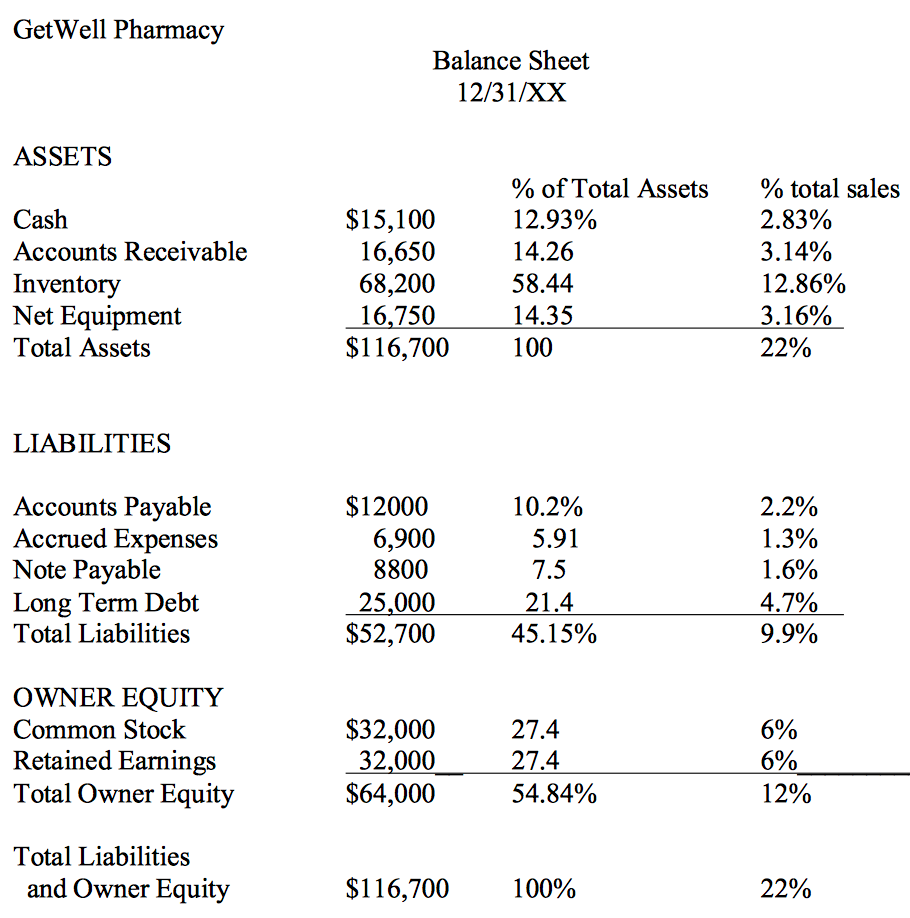 GetWell Pharmacy
Balance Sheet
12/31/XX
ASSETS
% of Total Assets % total sales
Cash $15,100 12.93% 2.83%
Accounts Receivable 16,650 14.26 3.14%
Inventory 68,200 58.44 12.86%
Net Equipment 16,750 14.35 3.16%
Total Assets $116,700 100 22%
LIABILITIES
Accounts Payable $12000 10.2% 2.2%
Accrued Expenses 6,900 5.91 1.3%
Note Payable 8800 7.5 1.6%
Long Term Debt 25,000 21.4 4.7%
Total Liabilities $52,700 45.15% 9.9%
OWNER EQUITY
Common Stock $32,000 27.4 6%
Retained Earnings 32,000 27.4 6%
Total Owner Equity $64,000 54.84% 12%
Total Liabilities
and Owner Equity $116,700 100% 22%